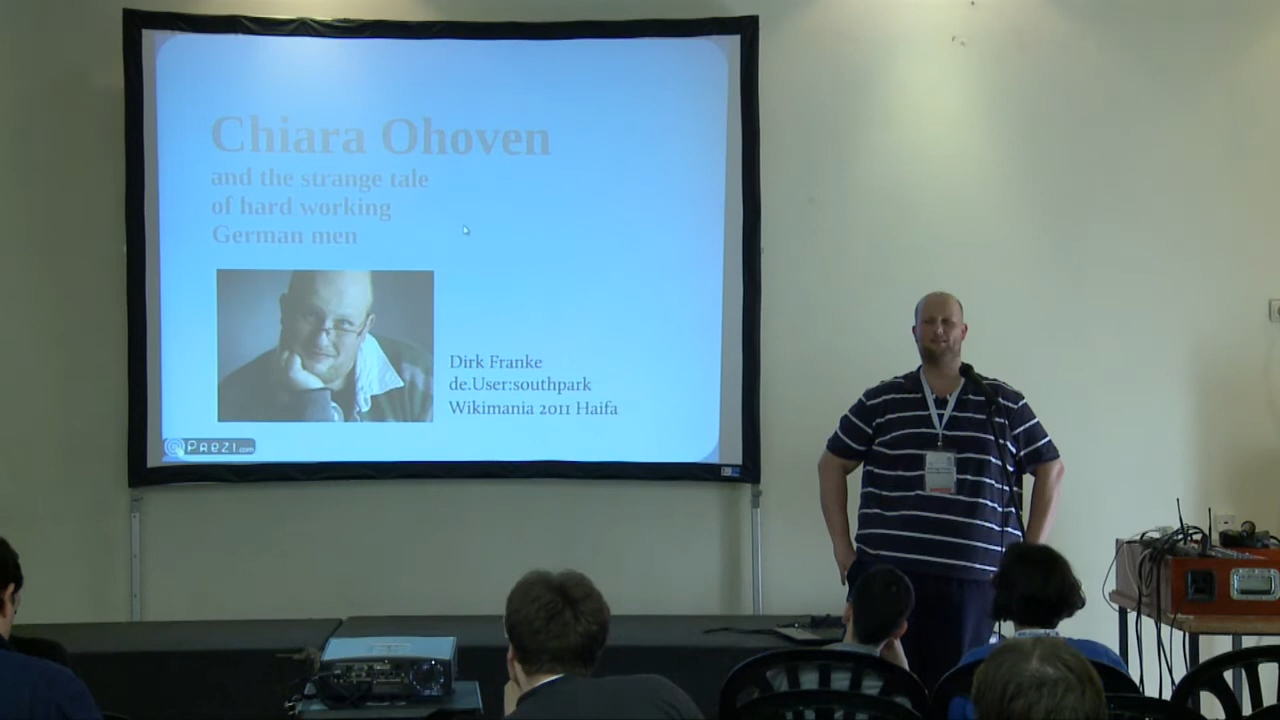 Chiara Ohoven
and the strange tale
of hard working
German men
Dirk Franke
de.User:southpark
Wikimania 2011 Haifa
Prezi.com